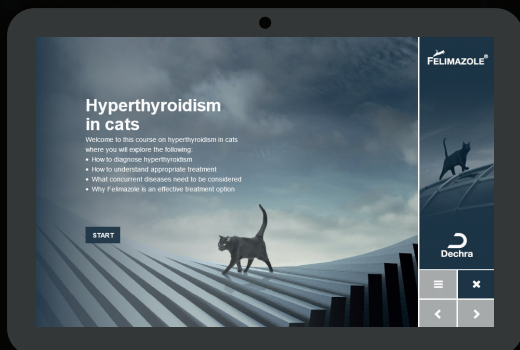 Hyperthyroidism
in cats
Welcome to this course on hyperthyroidism in cats
where you will explore the following:
• How to diagnose hyperthyroidism
• How to understand appropriate treatment
• What concurrent diseases need to be considered
• Why Felimazole is an effective treatment option
START
FELIMAZOLE®
Dechra